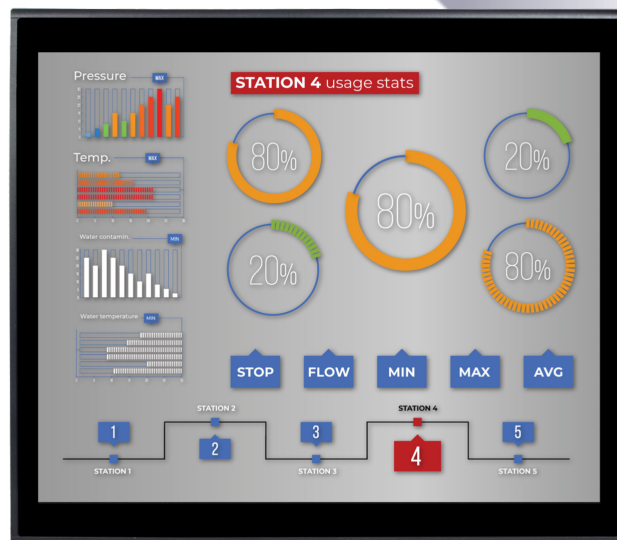 Pressure
MAX
STATION 4 usage stats
80%
20%
80%
Temp.
MAX
Water contamin.
MIN
20%
80%
Water temperature
MIN
STOP
FLOW
MIN
MAX
AVG
STATION 2
STATION 4
1
3
5
2
4
STATION 1
STATION 3
STATION 5